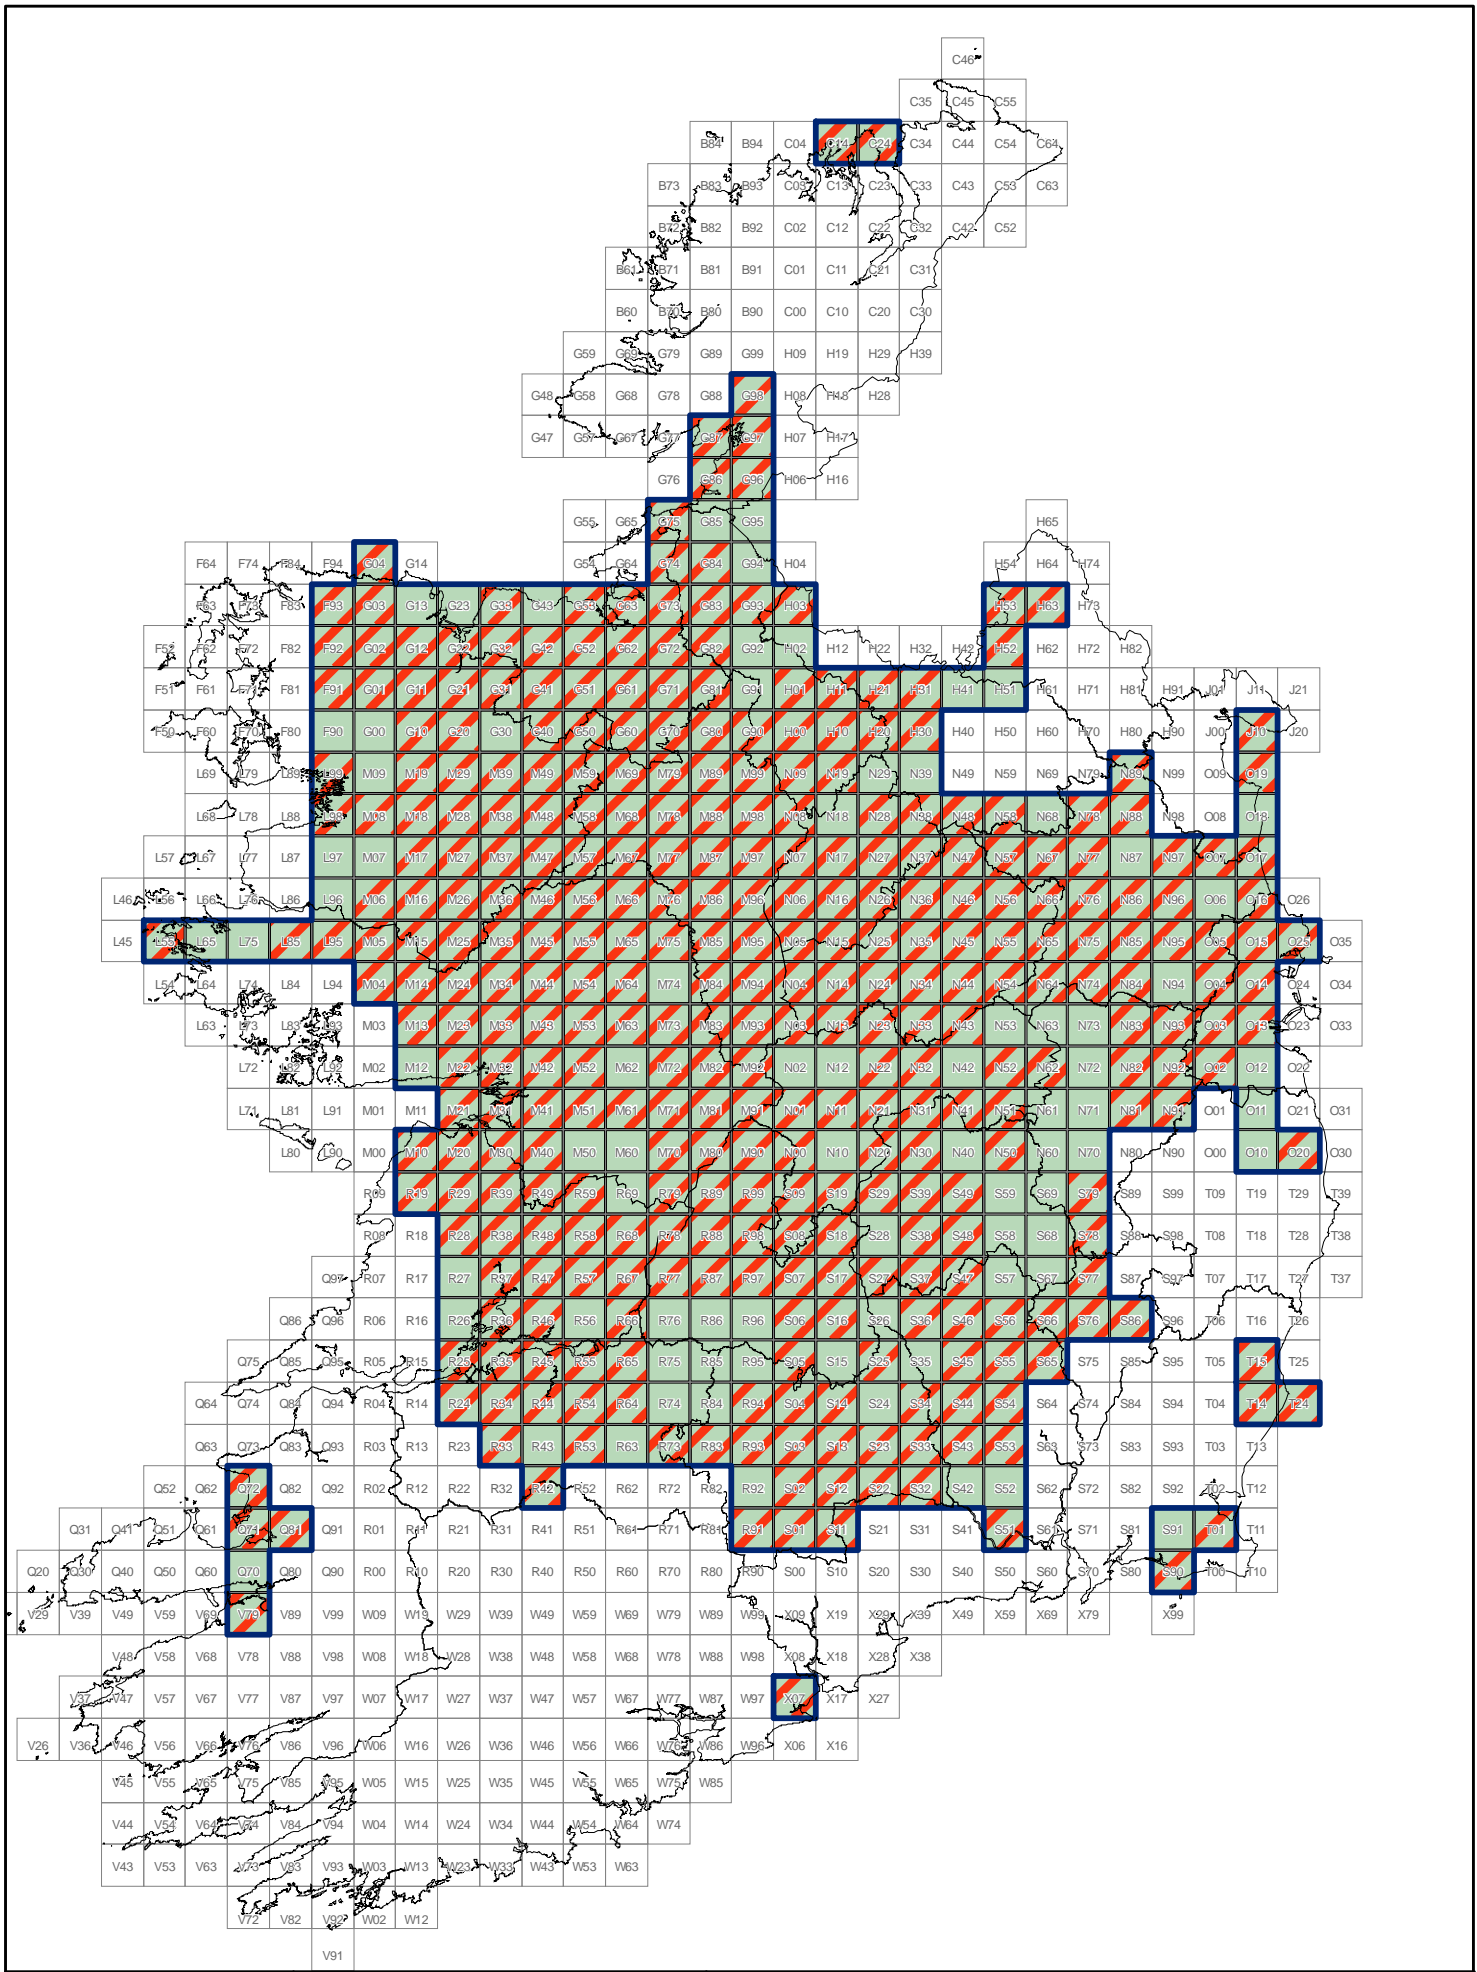 C46
C35 C45 C55
B84 B94 C04 C14 C24 C34 C44 C54 C64
B73 B83 B93 C03 C13 C23 C33 C43 C53 C63
B72 B82 B92 C02 C12 C22 C32 C42 C52
B61 B71 B81 B91 C01 C11 C21 C31
B60 B70 B80 B90 C00 C10 C20 C30
G59 G69 G79 G89 G99 H09 H19 H29 H39
G48 G58 G68 G78 G88 G98 H08 H18 H28
G47 G57 G67 G77 G87 G97 H07 H17
G76 G86 G96 H06 H16
G55 G65 G75 G85 G95 H65
F64 F74 F84 F94 G04 G14 G54 G64 G74 G84 G94 H04 H54 H64 H74
F63 F73 F83 F93 G03 G13 G23 G33 G43 G53 G63 G73 G83 G93 H03 H53 H63 H73
F52 F62 F72 F82 F92 G02 G12 G22 G32 G42 G52 G62 G72 G82 G92 H02 H12 H22 H32 H42 H52 H62 H72 H82
F51 F61 F71 F81 F91 G01 G11 G21 G31 G41 G51 G61 G71 G81 G91 H01 H11 H21 H31 H41 H51 H61 H71 H81 H91 J01 J11 J21
F50 F60 F70 F80 F90 G00 G10 G20 G30 G40 G50 G60 G70 G80 G90 H00 H10 H20 H30 H40 H50 H60 H70 H80 H90 J00 J10 J20
L69 L79 L89 L99 M09 M19 M29 M39 M49 M59 M69 M79 M89 M99 N09 N19 N29 N39 N49 N59 N69 N79 N89 N99 O09 O19
L68 L78 L88 L98 M08 M18 M28 M38 M48 M58 M68 M78 M88 M98 N08 N18 N28 N38 N48 N58 N68 N78 N88 N98 O08 O18
L57 L67 L77 L87 L97 M07 M17 M27 M37 M47 M57 M67 M77 M87 M97 N07 N17 N27 N37 N47 N57 N67 N77 N87 N97 O07 O17
L46 L56 L66 L76 L86 L96 M06 M16 M26 M36 M46 M56 M66 M76 M86 M96 N06 N16 N26 N36 N46 N56 N66 N76 N86 N96 O06 O16 O26
L45 L55 L65 L75 L85 L95 M05 M15 M25 M35 M45 M55 M65 M75 M85 M95 N05 N15 N25 N35 N45 N55 N65 N75 N85 N95 O05 O15 O25 O35
L54 L64 L74 L84 L94 M04 M14 M24 M34 M44 M54 M64 M74 M84 M94 N04 N14 N24 N34 N44 N54 N64 N74 N84 N94 O04 O14 O24 O34
L63 L73 L83 L93 M03 M13 M23 M33 M43 M53 M63 M73 M83 M93 N03 N13 N23 N33 N43 N53 N63 N73 N83 N93 O03 O13 O23 O33
L72 L82 L92 M02 M12 M22 M32 M42 M52 M62 M72 M82 M92 N02 N12 N22 N32 N42 N52 N62 N72 N82 N92 O02 O12 O22
L71 L81 L91 M01 M11 M21 M31 M41 M51 M61 M71 M81 M91 N01 N11 N21 N31 N41 N51 N61 N71 N81 N91 O01 O11 O21 O31
L80 L90 M00 M10 M20 M30 M40 M50 M60 M70 M80 M90 N00 N10 N20 N30 N40 N50 N60 N70 N80 N90 O00 O10 O20 O30
R09 R19 R29 R39 R49 R59 R69 R79 R89 R99 S09 S19 S29 S39 S49 S59 S69 S79 S89 S99 T09 T19 T29 T39
R08 R18 R28 R38 R48 R58 R68 R78 R88 R98 S08 S18 S28 S38 S48 S58 S68 S78 S88 S98 T08 T18 T28 T38
Q97 R07 R17 R27 R37 R47 R57 R67 R77 R87 R97 S07 S17 S27 S37 S47 S57 S67 S77 S87 S97 T07 T17 T27 T37
Q86 Q96 R06 R16 R26 R36 R46 R56 R66 R76 R86 R96 S06 S16 S26 S36 S46 S56 S66 S76 S86 S96 T06 T16 T26
Q75 Q85 Q95 R05 R15 R25 R35 R45 R55 R65 R75 R85 R95 S05 S15 S25 S35 S45 S55 S65 S75 S85 S95 T05 T15 T25
Q64 Q74 Q84 Q94 R04 R14 R24 R34 R44 R54 R64 R74 R84 R94 S04 S14 S24 S34 S44 S54 S64 S74 S84 S94 T04 T14 T24
Q63 Q73 Q83 Q93 R03 R13 R23 R33 R43 R53 R63 R73 R83 R93 S03 S13 S23 S33 S43 S53 S63 S73 S83 S93 T03 T13
Q52 Q62 Q72 Q82 Q92 R02 R12 R22 R32 R42 R52 R62 R72 R82 R92 S02 S12 S22 S32 S42 S52 S62 S72 S82 S92 T02 T12
Q31 Q41 Q51 Q61 Q71 Q81 Q91 R01 R11 R21 R31 R41 R51 R61 R71 R81 R91 S01 S11 S21 S31 S41 S51 S61 S71 S81 S91 T01 T11
Q20 Q30 Q40 Q50 Q60 Q70 Q80 Q90 R00 R10 R20 R30 R40 R50 R60 R70 R80 R90 S00 S10 S20 S30 S40 S50 S60 S70 S80 S90 T00 T10
V29 V39 V49 V59 V69 V79 V89 V99 W09 W19 W29 W39 W49 W59 W69 W79 W89 W99 X09 X19 X29 X39 X49 X59 X69 X79 X99
V48 V58 V68 V78 V88 V98 W08 W18 W28 W38 W48 W58 W68 W78 W88 W98 X08 X18 X28 X38
V37 V47 V57 V67 V77 V87 V97 W07 W17 W27 W37 W47 W57 W67 W77 W87 W97 X07 X17 X27
V26 V36 V46 V56 V66 V76 V86 V96 W06 W16 W26 W36 W46 W56 W66 W76 W86 W96 X06 X16
V45 V55 V65 V75 V85 V95 W05 W15 W25 W35 W45 W55 W65 W75 W85
V44 V54 V64 V74 V84 V94 W04 W14 W24 W34 W44 W54 W64 W74
V43 V53 V63 V73 V83 V93 W03 W13 W23 W33 W43 W53 W63
V72 V82 V92 W02 W12
V91